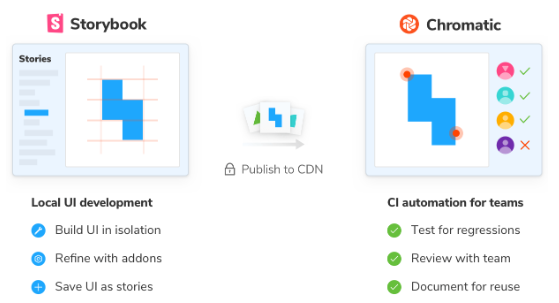 Storybook
Chromatic
Stories
Publish to CDN
Local UI development
Build UI in isolation
Refine with addons
Save UI as stories
CI automation for teams
Test for regressions
Review with team
Document for reuse